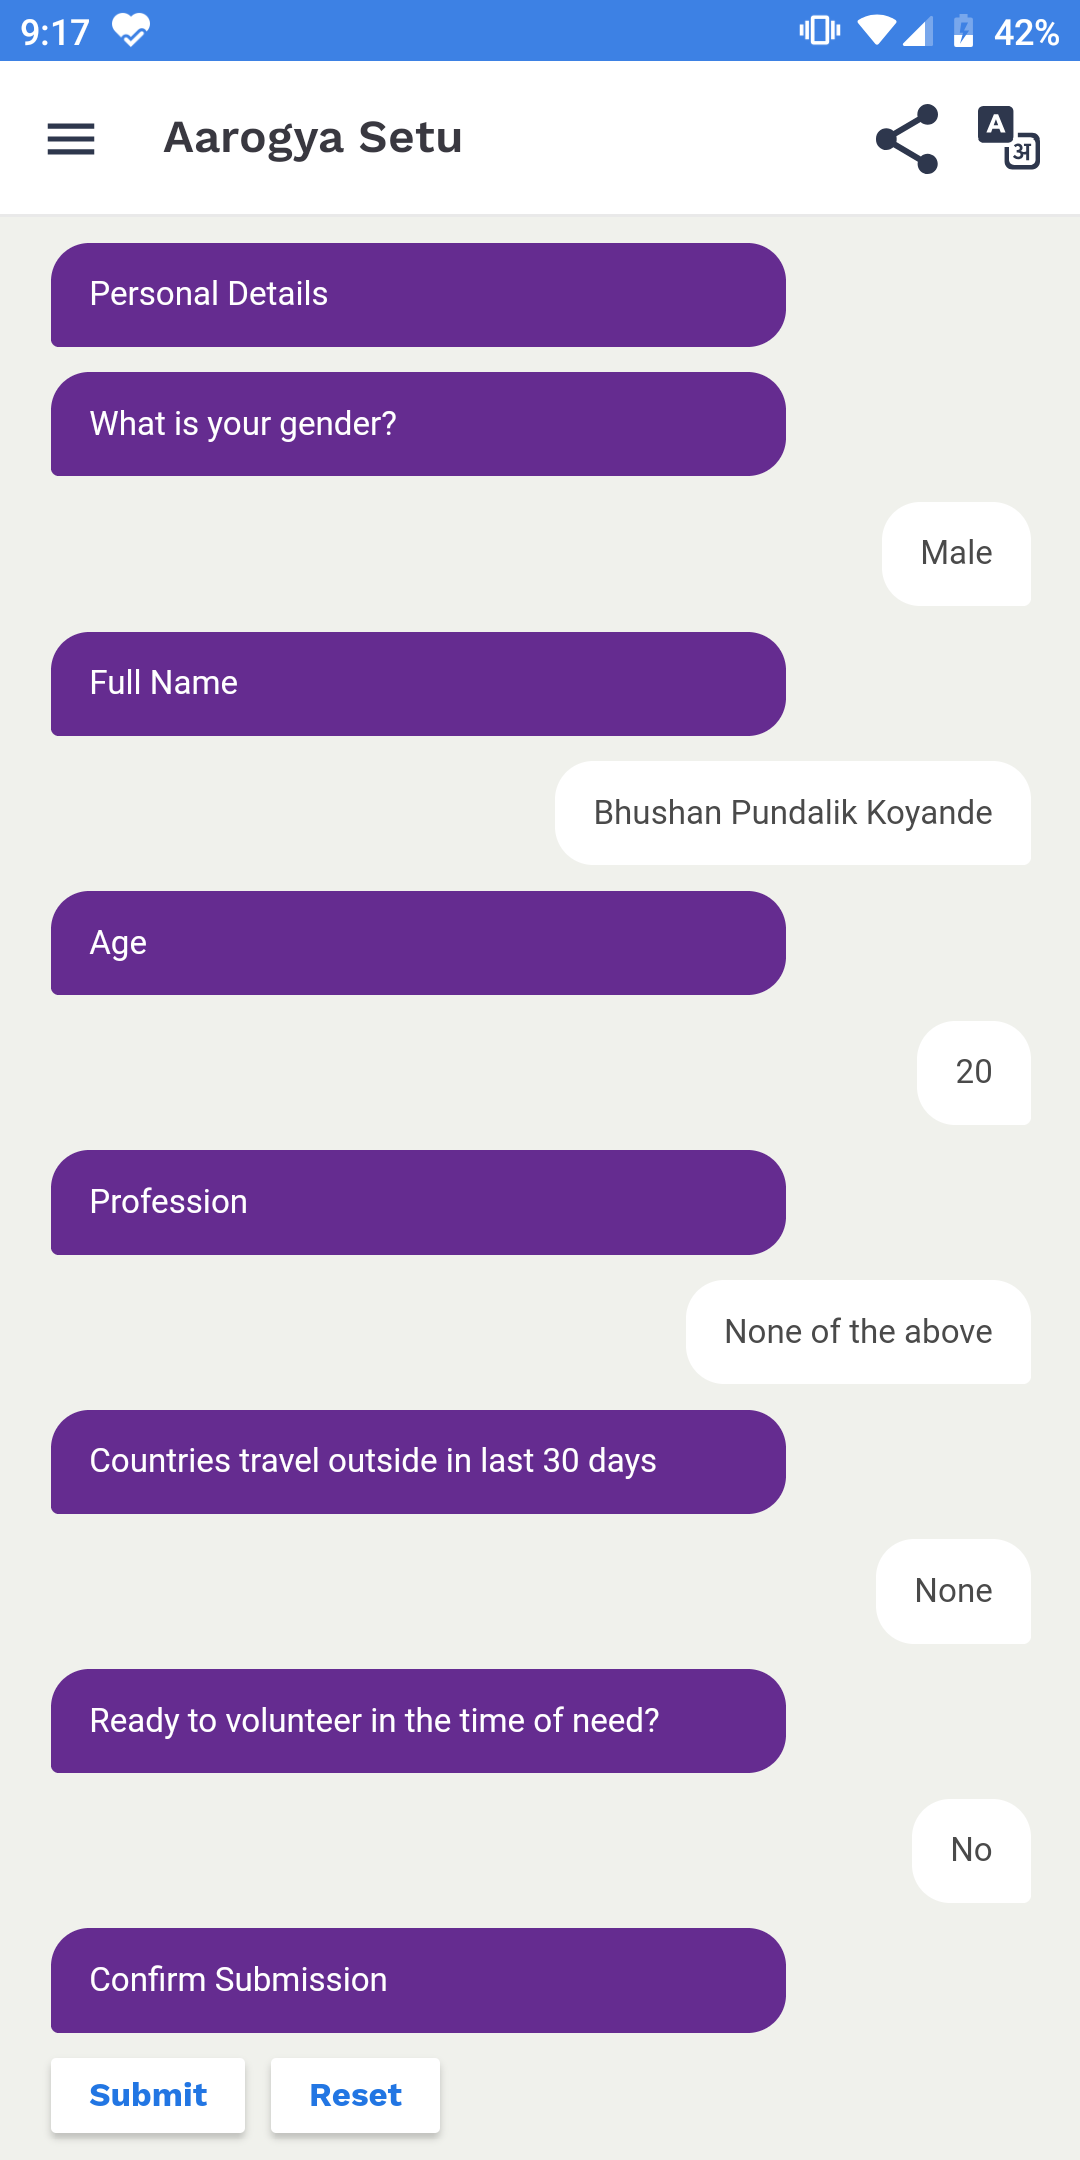 9:17 42%
Aarogya Setu A अ
Personal Details
What is your gender?
Male
Full Name
Bhushan Pundalik Koyande
Age
20
Profession
None of the above
Countries travel outside in last 30 days
None
Ready to volunteer in the time of need?
No
Confirm Submission
Submit Reset